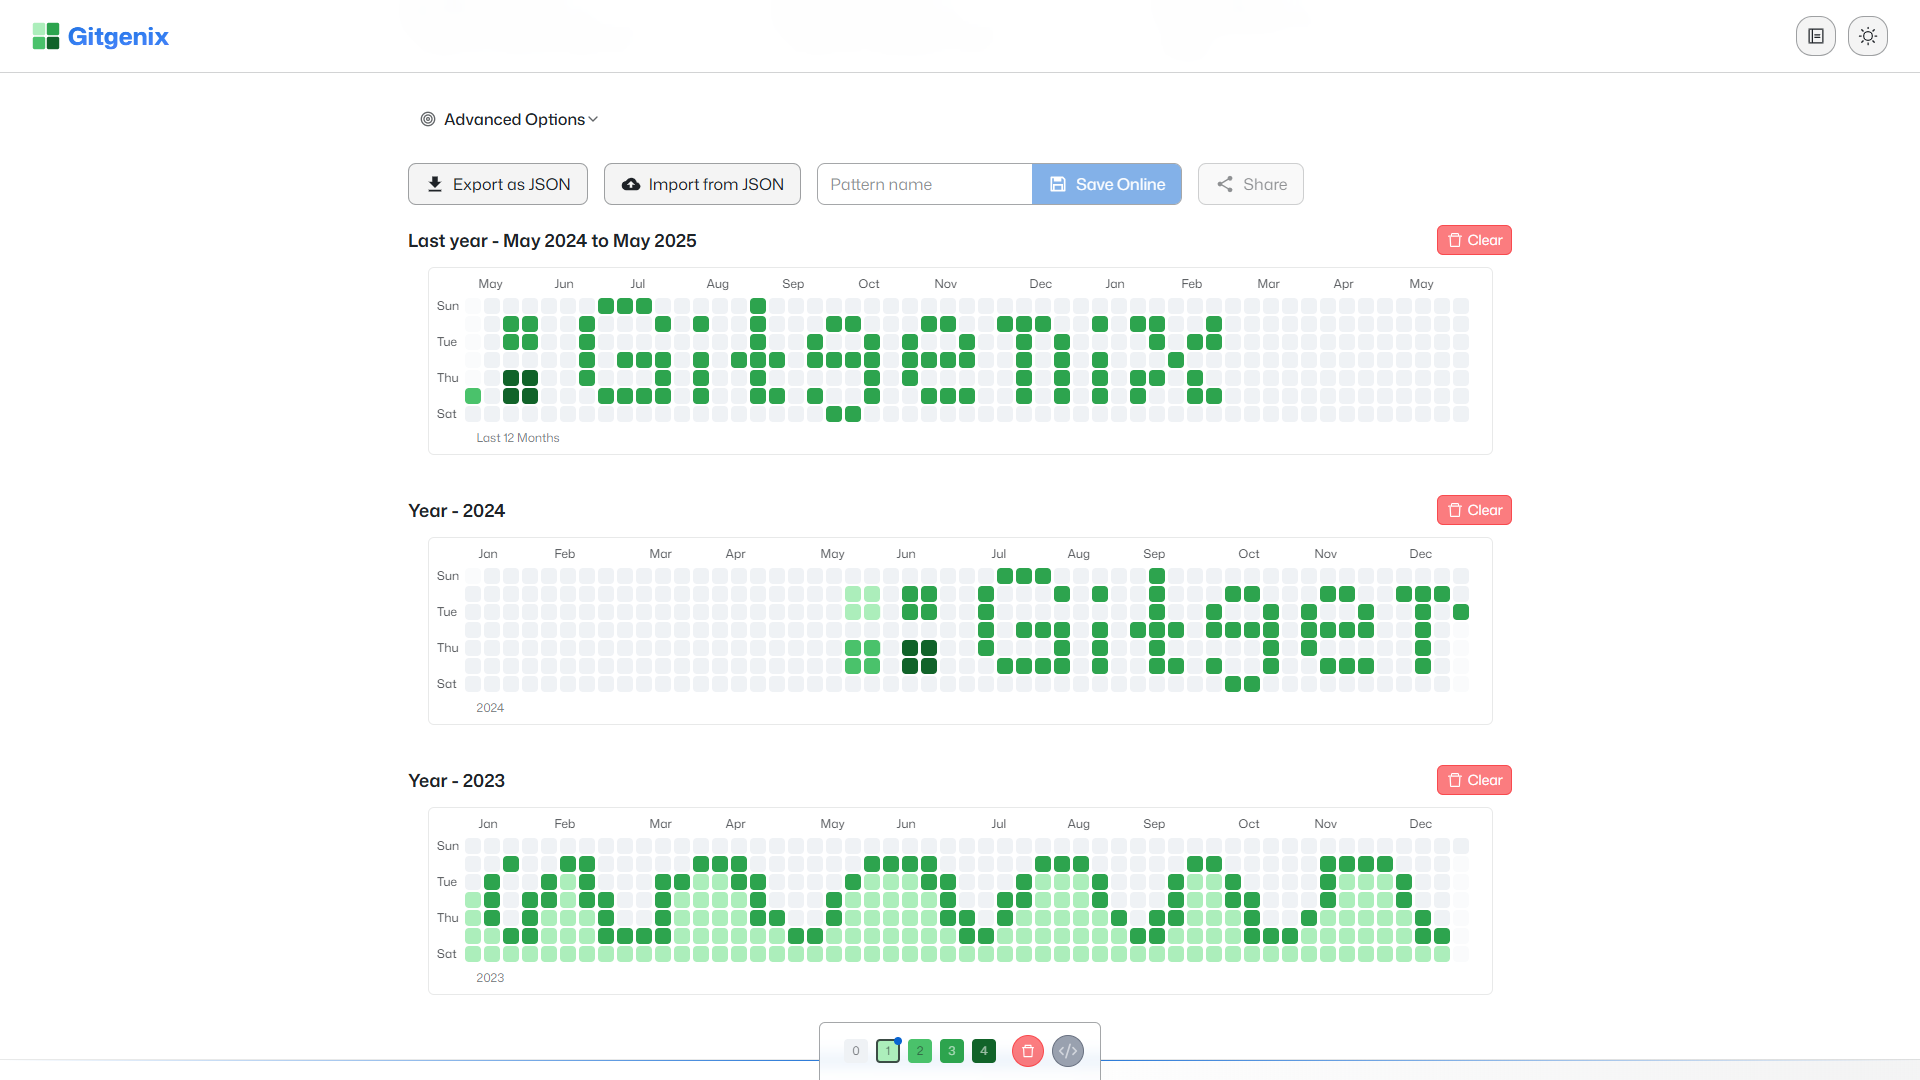 Gitgenix
Advanced Options
Export as JSON Import from JSON Pattern name Save Online Share
Last year - May 2024 to May 2025 Clear
May Jun Jul Aug Sep Oct Nov Dec Jan Feb Mar Apr May
Sun
Tue
Thu
Sat
Gitgenix
Last 12 Months
Year - 2024 Clear
Jan Feb Mar Apr May Jun Jul Aug Sep Oct Nov Dec
Sun
Tue
Thu
Sat
Gitger
2024
Year - 2023 Clear
Jan Feb Mar Apr May Jun Jul Aug Sep Oct Nov Dec
Sun
Tue
Thu
Sat
2023
0 1 2 3 4 </>